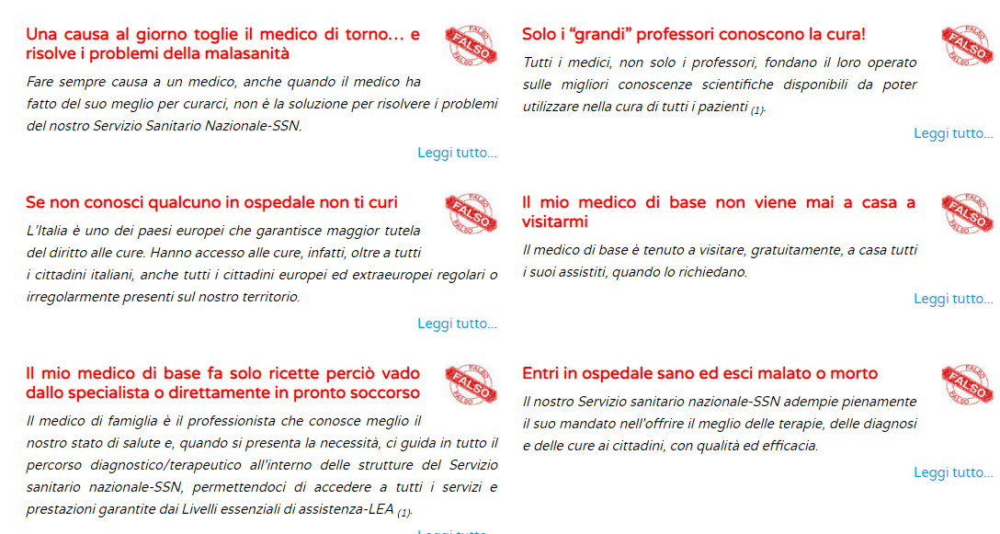 Una causa al giorno toglie il medico di torno... e
risolve i problemi della malasanità
FALSO
FALSO
FALSO
Fare sempre causa a un medico, anche quando il medico ha
fatto del suo meglio per curarci, non è la soluzione per risolvere i problemi
del nostro Servizio Sanitario Nazionale-SSN.
Leggi tutto...
Solo i “grandi” professori conoscono la cura!
FALSO
FALSO
FALSO
Tutti i medici, non solo i professori, fondano il loro operato
sulle migliori conoscenze scientifiche disponibili da poter
utilizzare nella cura di tutti i pazienti (1).
Leggi tutto...
Se non conosci qualcuno in ospedale non ti curi
FALSO
FALSO
FALSO
L’Italia è uno dei paesi europei che garantisce maggior tutela
del diritto alle cure. Hanno accesso alle cure, infatti, oltre a tutti
i cittadini italiani, anche tutti i cittadini europei ed extraeuropei regolari o
irregolarmente presenti sul nostro territorio.
Leggi tutto...
Il mio medico di base non viene mai a casa a
visitarmi
FALSO
FALSO
FALSO
Il medico di base è tenuto a visitare, gratuitamente, a casa tutti
i suoi assistiti, quando lo richiedano.
Leggi tutto...
Il mio medico di base fa solo ricette perciò vado
dallo specialista o direttamente in pronto soccorso
FALSO
FALSO
FALSO
Il medico di famiglia è il professionista che conosce meglio il
nostro stato di salute e, quando si presenta la necessità, ci guida in tutto il
percorso diagnostico/terapeutico all'interno delle strutture del Servizio
sanitario nazionale-SSN, permettendoci di accedere a tutti i servizi e
prestazioni garantite dai Livelli essenziali di assistenza-LEA (1).
Leggi tutto...
Entri in ospedale sano ed esci malato o morto
FALSO
FALSO
FALSO
Il nostro Servizio sanitario nazionale-SSN adempie pienamente
il suo mandato nell'offrire il meglio delle terapie, delle diagnosi
e delle cure ai cittadini, con qualità ed efficacia.
Leggi tutto...